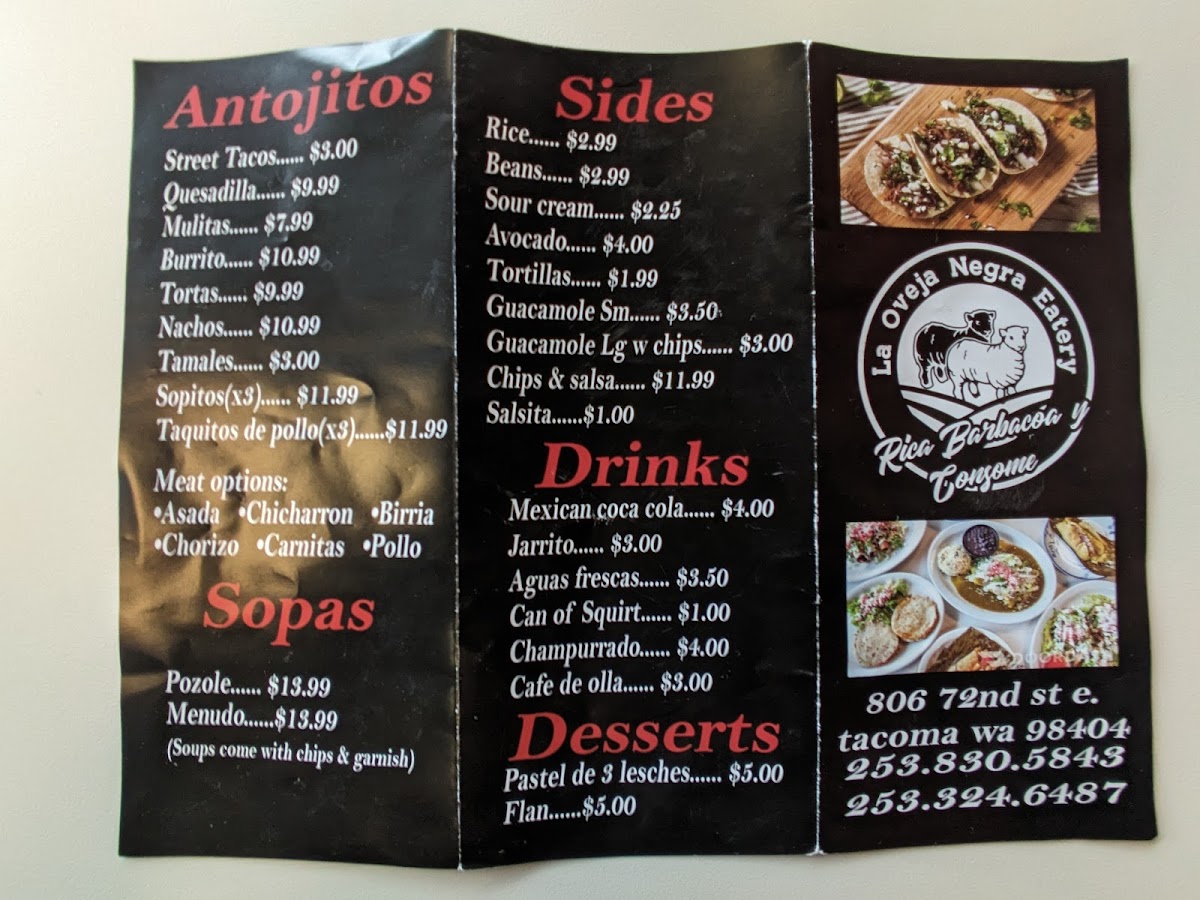 Antojitos
Street Tacos...... $3.00
Quesadilla...... $9.99
Mulitas...... $7.99
Burrito...... $10.99
Tortas...... $9.99
Nachos...... $10.99
Tamales...... $3.00
Sopitos(x3)...... $11.99
Taquitos de pollo(x3)......$11.99
Meat options:
•Asada •Chicharron •Birria
•Chorizo •Carnitas •Pollo
Sopas
Pozole...... $13.99
Menudo......$13.99
(Soups come with chips & garnish)
Sides
Rice...... $2.99
Beans...... $2.99
Sour cream...... $2.25
Avocado...... $4.00
Tortillas...... $1.99
Guacamole Sm...... $3.50
Guacamole Lg w chips...... $3.00
Chips & salsa...... $11.99
Salsita......$1.00
Drinks
Mexican coca cola...... $4.00
Jarrito...... $3.00
Aguas frescas...... $3.50
Can of Squirt...... $1.00
Champurrado...... $4.00
Cafe de olla...... $3.00
Desserts
Pastel de 3 lesches...... $5.00
Flan......$5.00
La Oveja Negra Eatery
Rica Barbacoa y
Consome
806 72nd st e.
tacoma wa 98404
253.830.5843
253.324.6487